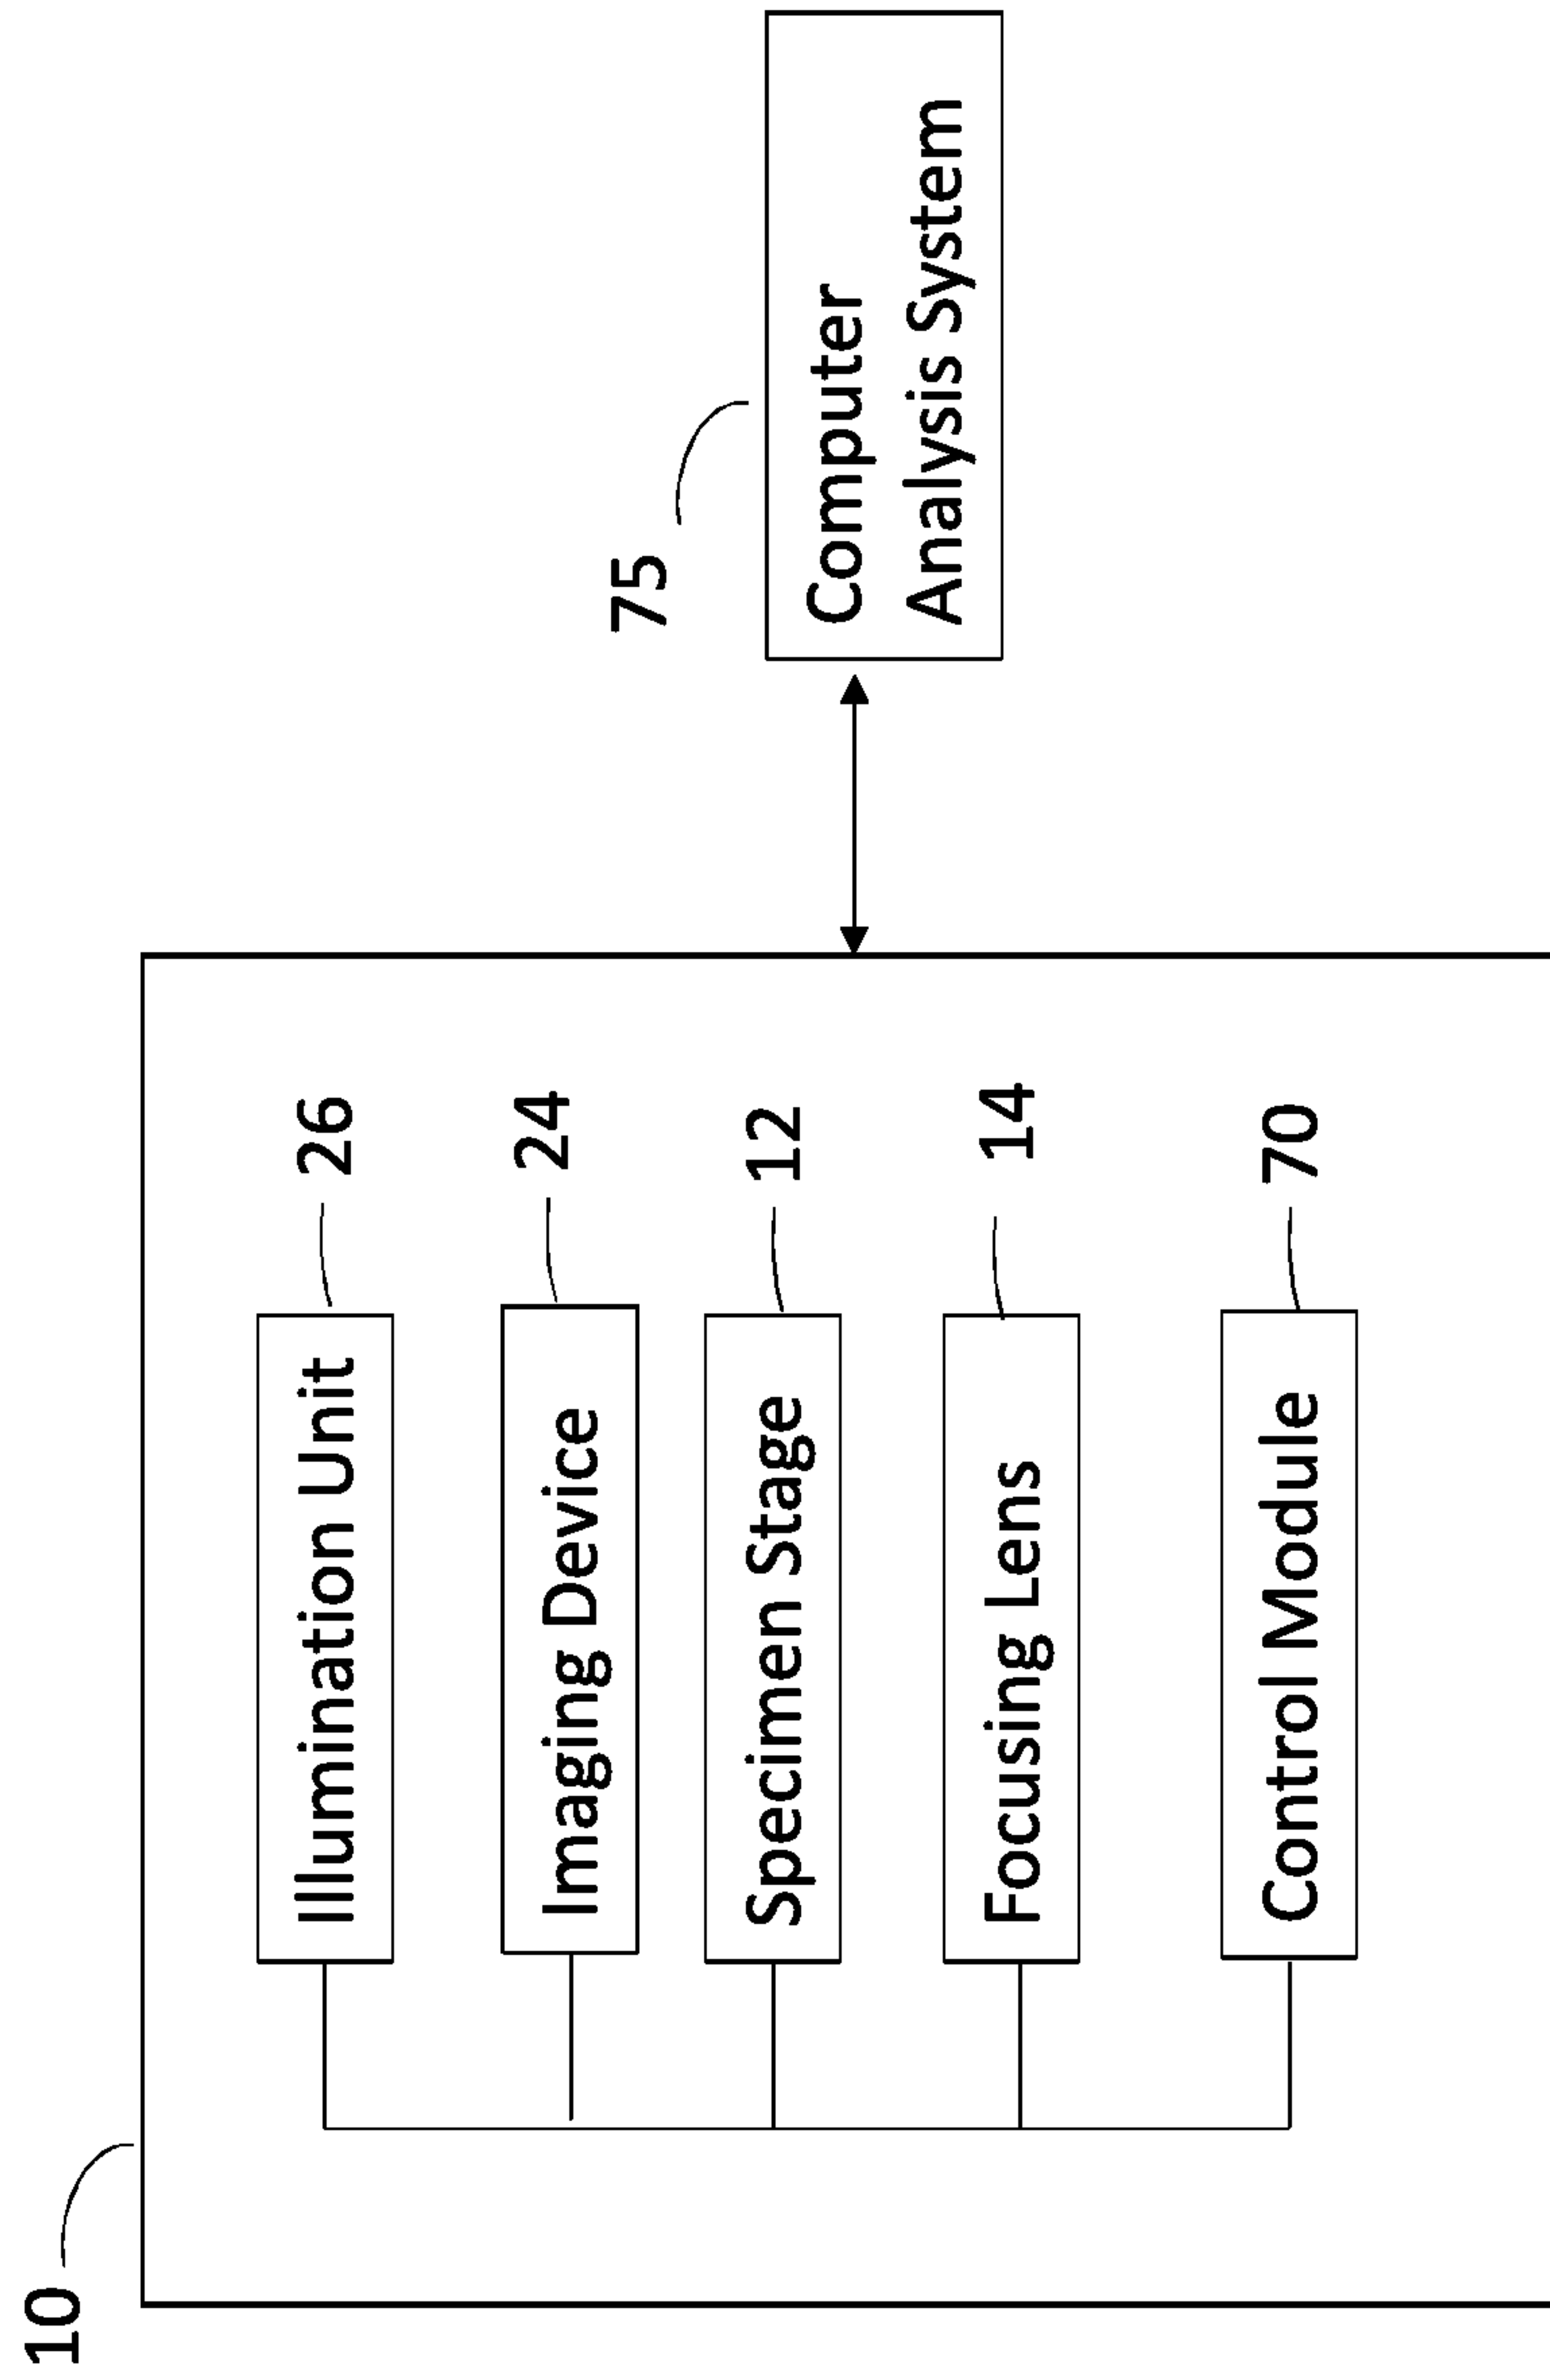 10
Illumination Unit
26
Imaging Device
24
Specimen Stage
12
Focusing Lens
14
Control Module
70
75
Computer
Analysis System